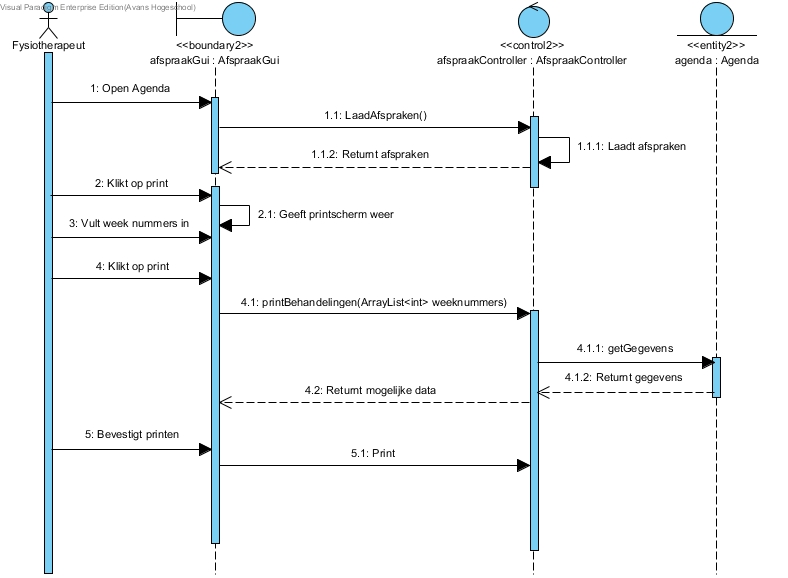 Visual Paradigm Enterprise Edition(Avans Hogeschool)
Fysiotherapeut
<<boundary2>>
afspraakGui : AfspraakGui
<<control2>>
afspraakController : AfspraakController
<<entity2>>
agenda : Agenda
1: Open Agenda
1.1: LaadAfspraken()
1.1.1: Laadt afspraken
1.1.2: Returnt afspraken
2: Klikt op print
2.1: Geeft printscherm weer
3: Vult week nummers in
4: Klikt op print
4.1: printBehandelingen(ArrayList<int> weeknummers)
4.1.1: getGegevens
4.1.2: Returnt gegevens
4.2: Returnt mogelijke data
5: Bevestigt printen
5.1: Print